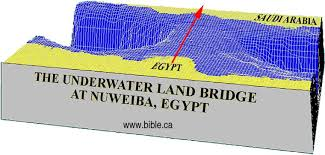 SAUDI ARABIA
EGYPT
THE UNDERWATER LAND BRIDGE
AT NUWEIBA, EGYPT
www.bible.ca